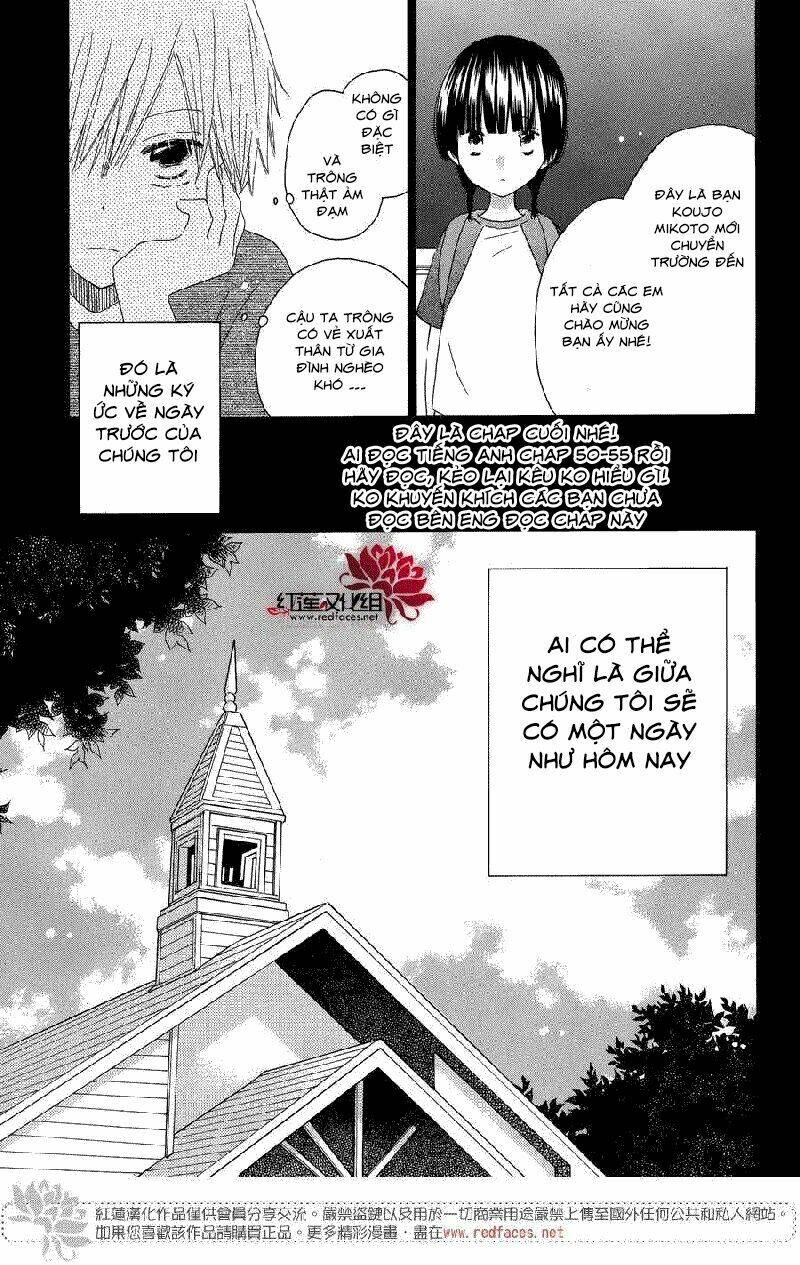 ĐÂY LÀ BẠN
KOUJO
MIKOTO MỚI
CHUYỂN
TRƯỜNG ĐẾN
TẤT CẢ CÁC EM
HÃY CÙNG
CHÀO MỪNG
BẠN ẤY NHÉ!
KHÔNG
CÓ GÌ
ĐẶC
BIỆT
VÀ
TRÔNG
THẬT ẢM
ĐẠM
CẬU TA TRÔNG
CÓ VẺ XUẤT
THÂN TỪ GIA
ĐÌNH NGHÈO
KHÓ ...
ĐÓ LÀ
NHỮNG KÝ
ỨC VỀ NGÀY
TRƯỚC CỦA
CHÚNG TÔI
ĐÂY LÀ CHAP CUỐI NHÉ!
AI ĐỌC TIẾNG ANH CHAP 50-55 RỒI
HÃY ĐỌC, KẺO LẠI KÊU KO HIỂU GÌ!
KO KHUYẾN KHÍCH CÁC BẠN CHƯA
ĐỌC BÊN ENG ĐỌC CHAP NÀY
红莲汉化组
www.redfaces.net
AI CÓ THỂ
NGHĨ LÀ GIỮA
CHÚNG TÔI SẼ
CÓ MỘT NGÀY
NHƯ HÔM NAY
紅蓮漢化作品僅供會員分享交流。嚴禁盜鏈以及用於一切商業用途嚴禁上傳至國外任何公共和私人網站。
如果您喜歡該作品請購買正品。更多精彩漫畫,盡在www.redfaces.net